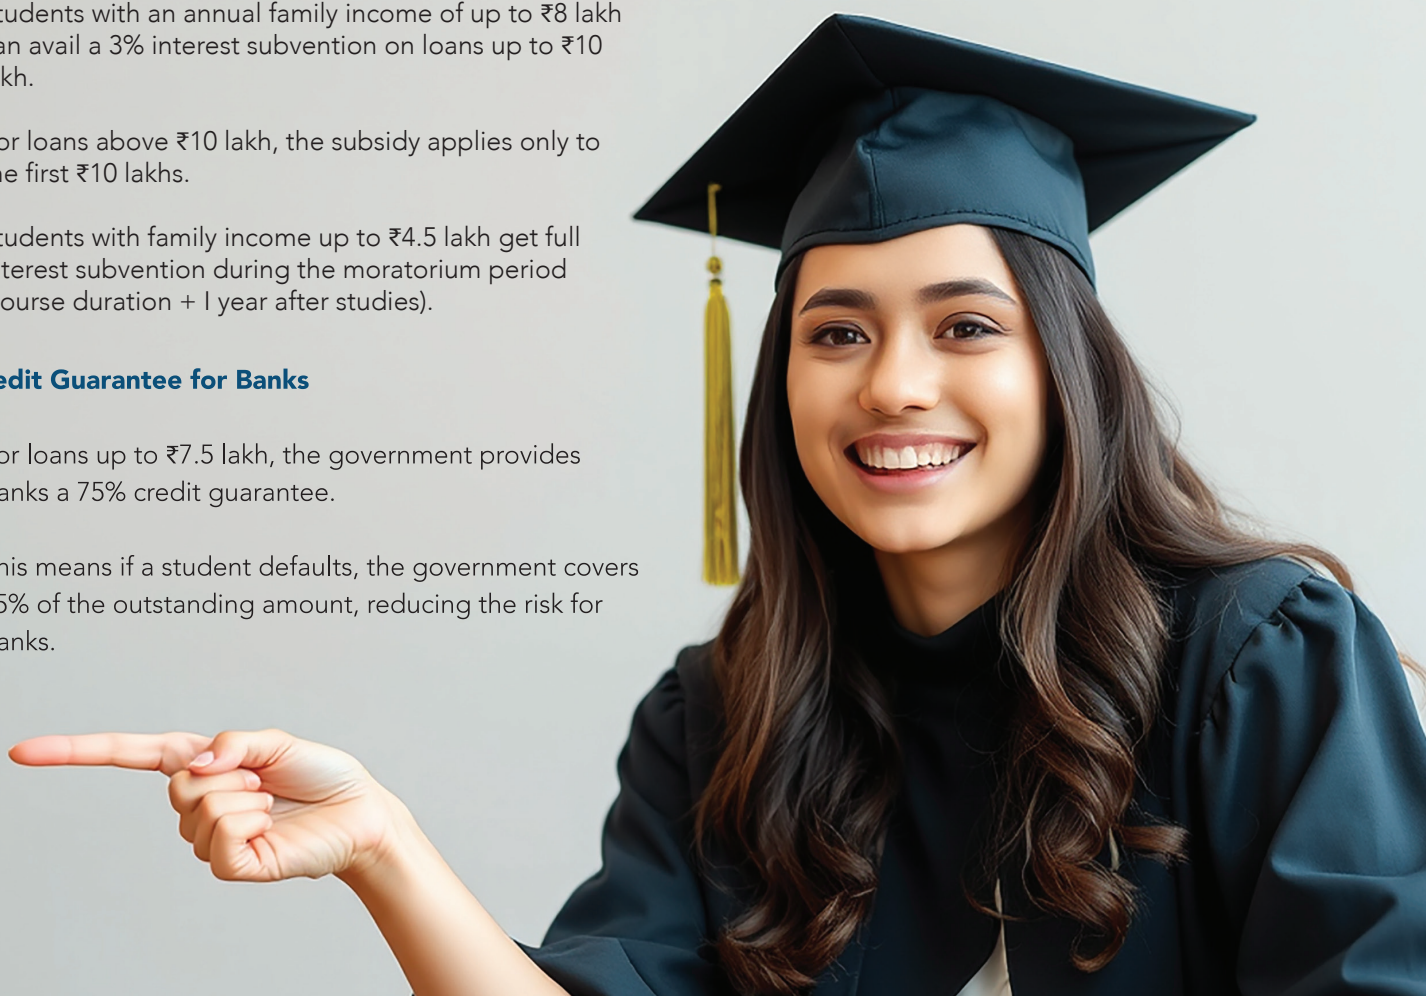 tudents with an annual family income of up to ₹8 lakh
an avail a 3% interest subvention on loans up to ₹10
kh.
or loans above ₹10 lakh, the subsidy applies only to
he first ₹10 lakhs.
tudents with family income up to ₹4.5 lakh get full
terest subvention during the moratorium period
ourse duration + I year after studies).
edit Guarantee for Banks
or loans up to ₹7.5 lakh, the government provides
anks a 75% credit guarantee.
his means if a student defaults, the government covers
5% of the outstanding amount, reducing the risk for
anks.